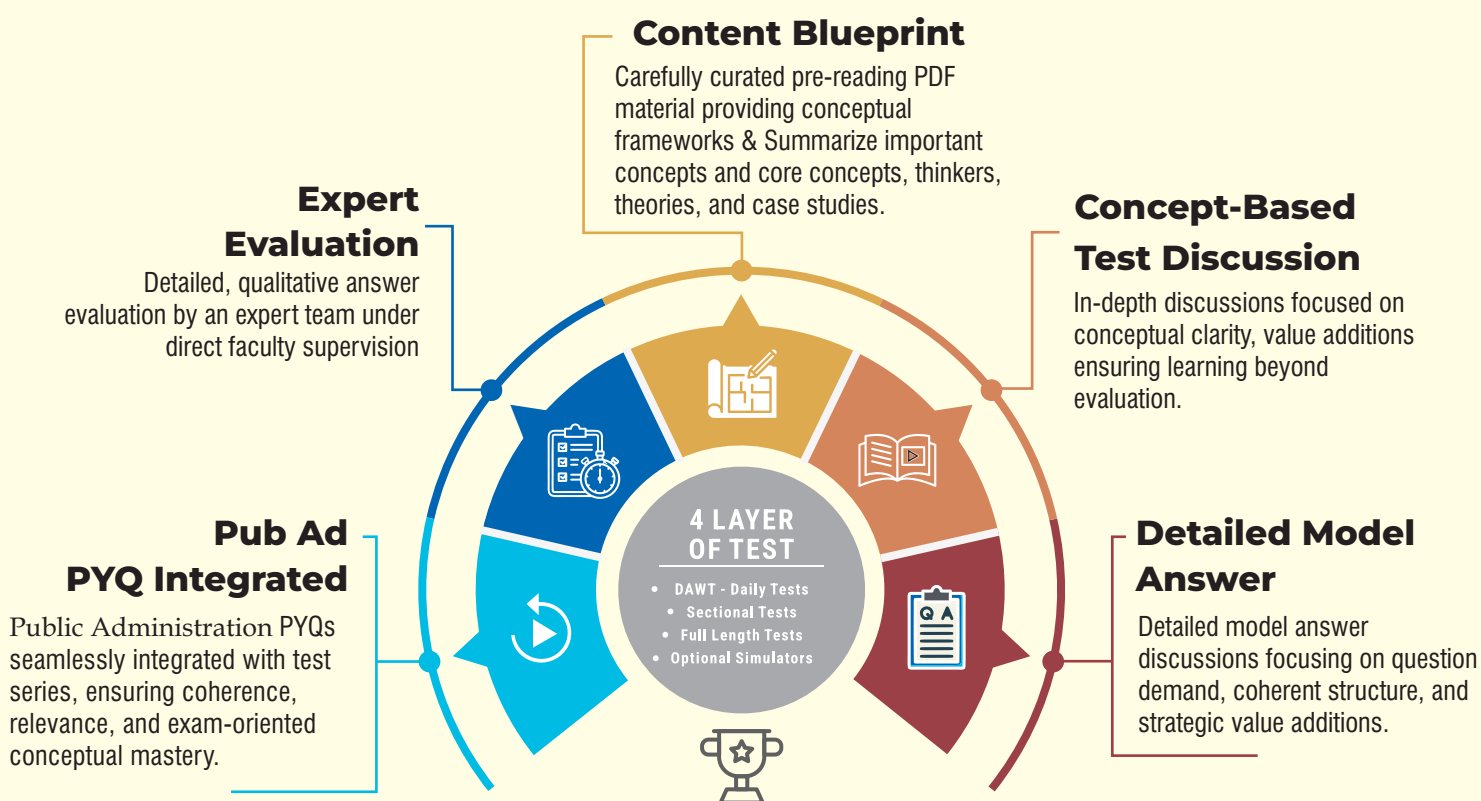 Content Blueprint
Carefully curated pre-reading PDF
material providing conceptual
frameworks & Summarize important
concepts and core concepts, thinkers,
theories, and case studies.
Expert
Evaluation
Detailed, qualitative answer
evaluation by an expert team under
direct faculty supervision
Concept-Based
Test Discussion
In-depth discussions focused on
conceptual clarity, value additions
ensuring learning beyond
evaluation.
Pub Ad
PYQ Integrated
Public Administration PYQs
seamlessly integrated with test
series, ensuring coherence,
relevance, and exam-oriented
conceptual mastery.
4 LAYER
OF TEST
• DAWT - Daily Tests
• Sectional Tests
• Full Length Tests
• Optional Simulators
Q A
Detailed Model
Answer
Detailed model answer
discussions focusing on question
demand, coherent structure, and
strategic value additions.